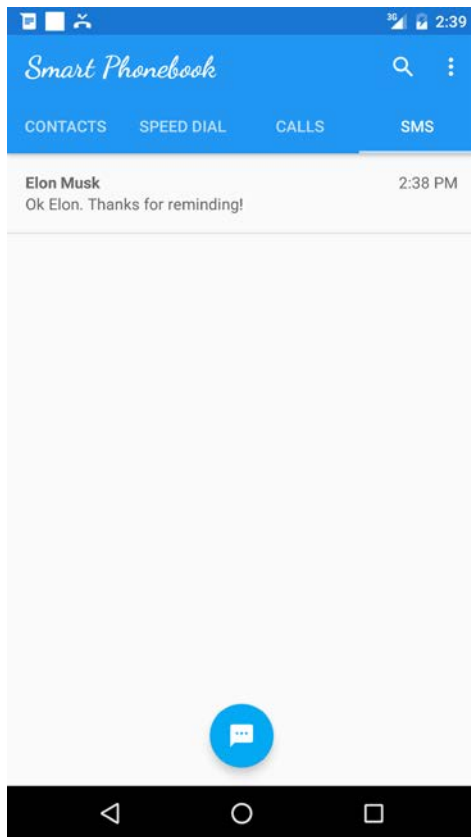 3G 2:39
Smart Phonebook
CONTACTS SPEED DIAL CALLS SMS
Elon Musk 2:38 PM
Ok Elon. Thanks for reminding!